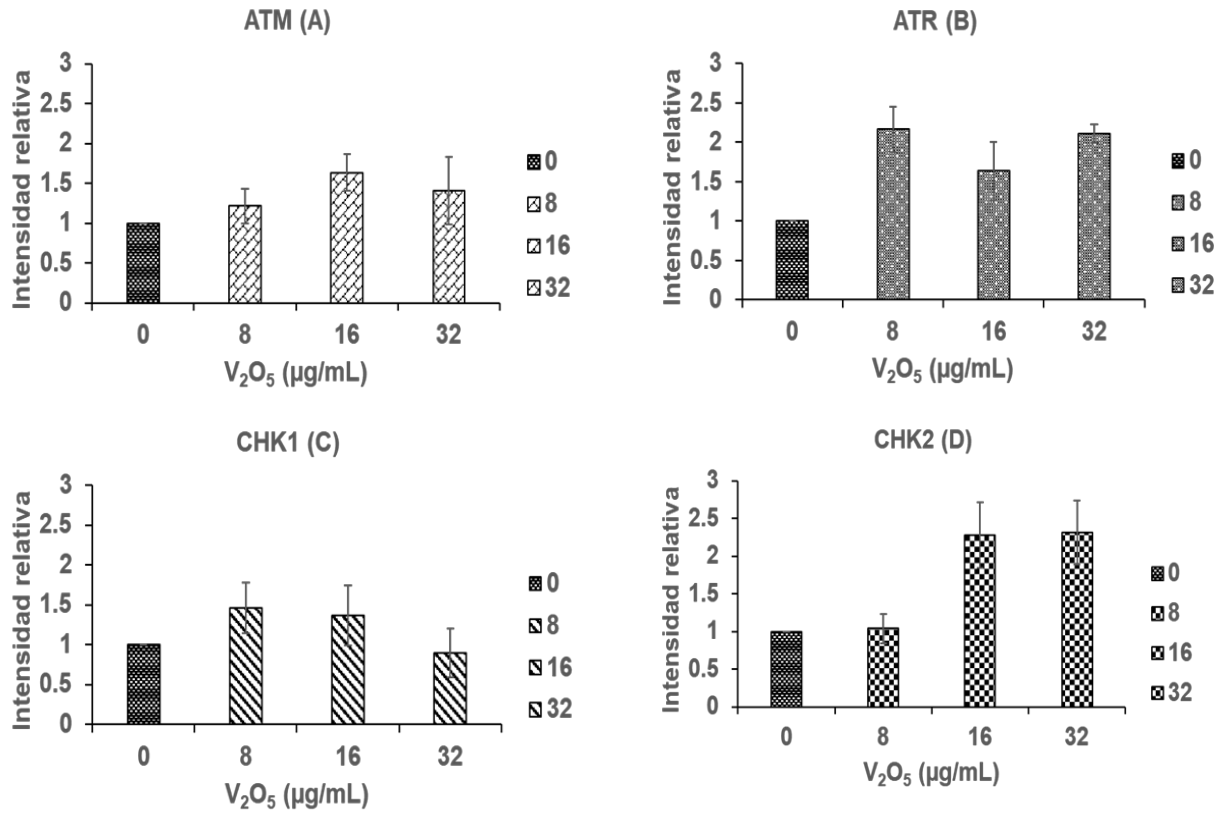 ATM (A)
Intensidad relativa
3
2.5
2
1.5
1
0.5
0
0 8 16 32
V₂O₅ (µg/mL)
0
8
16
32
ATR (B)
Intensidad relativa
3
2.5
2
1.5
1
0.5
0
0 8 16 32
V₂O₅ (µg/mL)
0
8
16
32
CHK1 (C)
Intensidad relativa
3
2.5
2
1.5
1
0.5
0
0 8 16 32
V₂O₅ (µg/mL)
0
8
16
32
CHK2 (D)
Intensidad relativa
3
2.5
2
1.5
1
0.5
0
0 8 16 32
V₂O₅ (µg/mL)
0
8
16
32